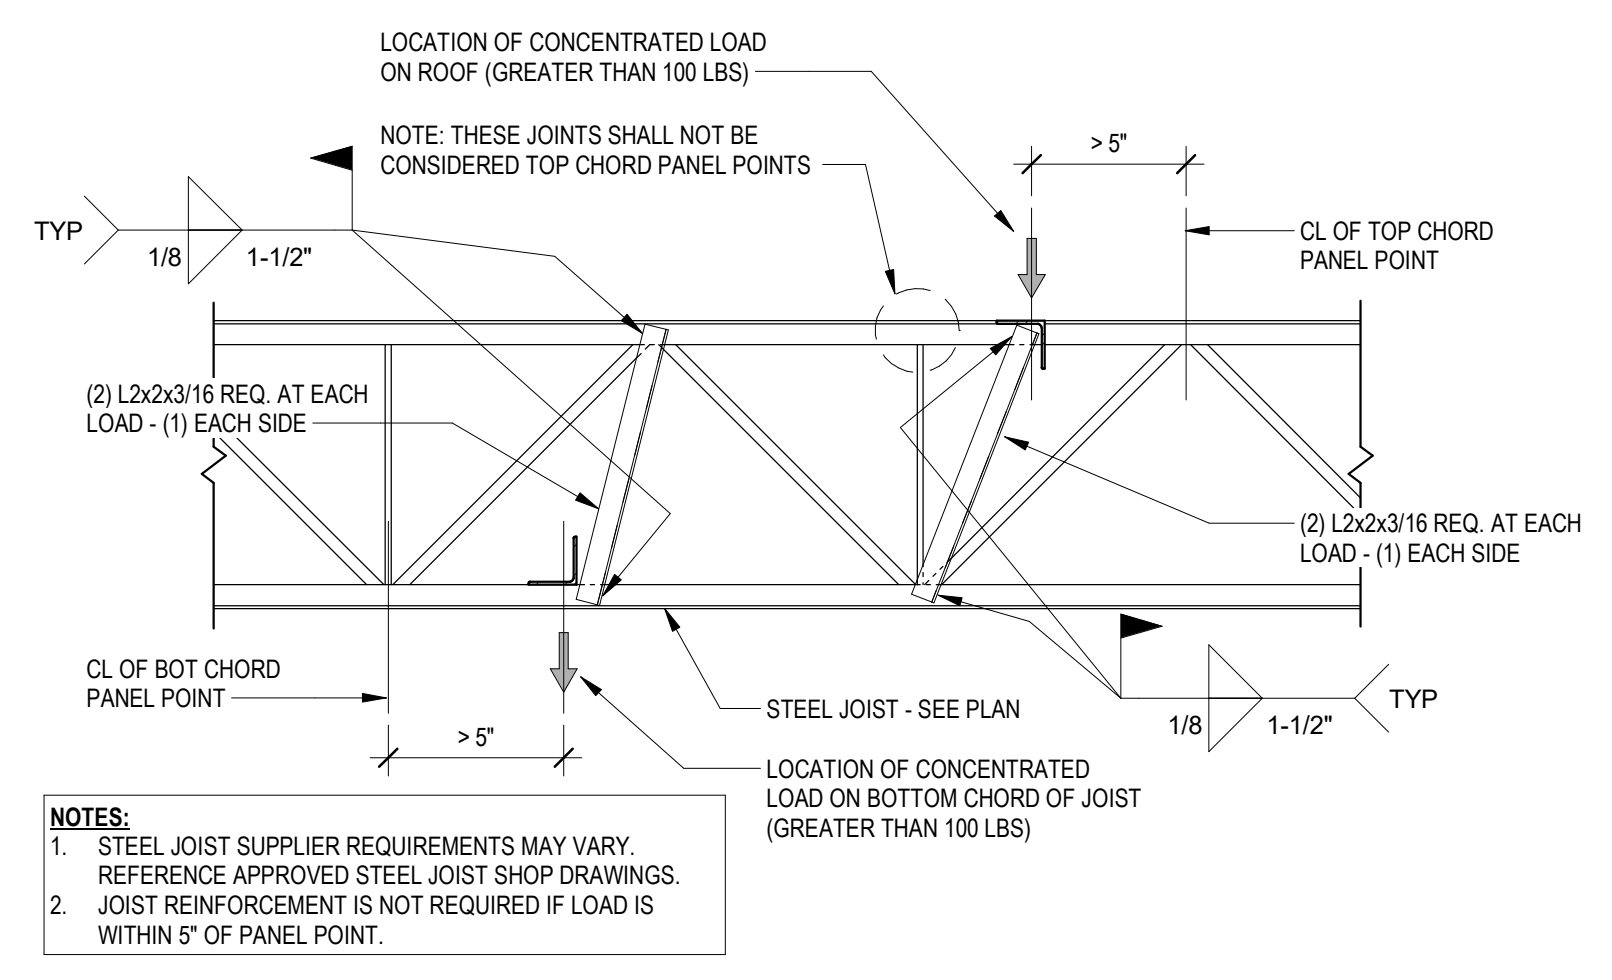 LOCATION OF CONCENTRATED LOAD
ON ROOF (GREATER THAN 100 LBS)
NOTE: THESE JOINTS SHALL NOT BE
CONSIDERED TOP CHORD PANEL POINTS
> 5"
TYP
1/8
1-1/2"
CL OF TOP CHORD
PANEL POINT
(2) L2x2x3/16 REQ. AT EACH
LOAD - (1) EACH SIDE
(2) L2x2x3/16 REQ. AT EACH
LOAD - (1) EACH SIDE
CL OF BOT CHORD
PANEL POINT
> 5"
STEEL JOIST - SEE PLAN
1/8
1-1/2"
TYP
LOCATION OF CONCENTRATED
LOAD ON BOTTOM CHORD OF JOIST
(GREATER THAN 100 LBS)
NOTES:
1. STEEL JOIST SUPPLIER REQUIREMENTS MAY VARY.
REFERENCE APPROVED STEEL JOIST SHOP DRAWINGS.
2. JOIST REINFORCEMENT IS NOT REQUIRED IF LOAD IS
WITHIN 5" OF PANEL POINT.